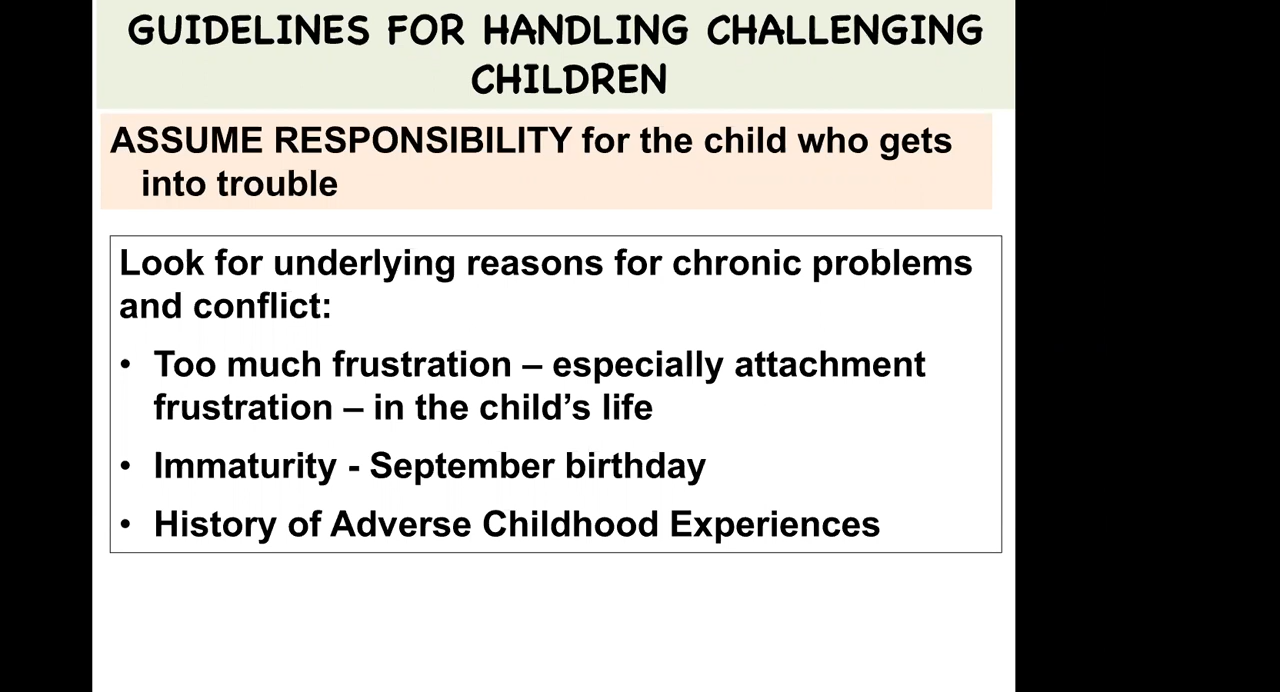 GUIDELINES FOR HANDLING CHALLENGING
CHILDREN
ASSUME RESPONSIBILITY for the child who gets
into trouble
Look for underlying reasons for chronic problems
and conflict:
• Too much frustration – especially attachment
frustration – in the child’s life
• Immaturity - September birthday
• History of Adverse Childhood Experiences